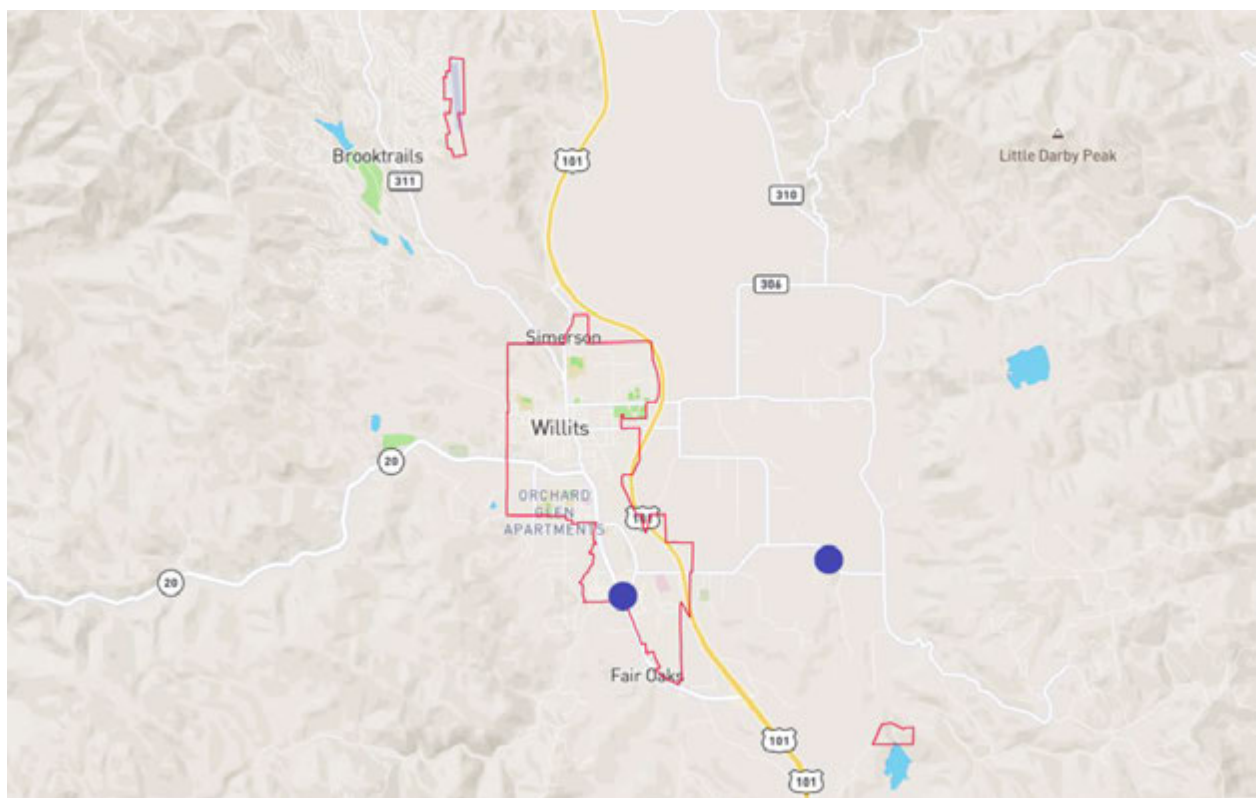 Brooktrails
311
101
Little Darby Peak
310
306
Simerson
Willits
20
ORCHARD
GLEN
APARTMENTS
20
Fair Oaks
101
101